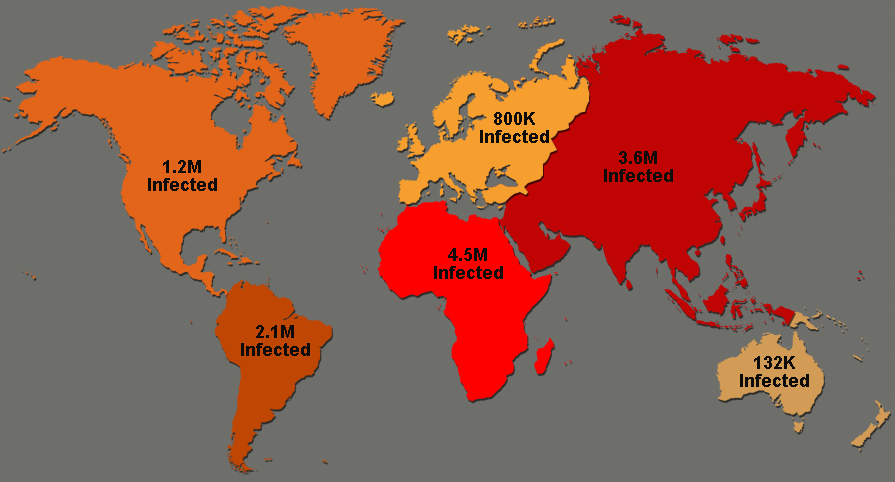 800K
Infected
1.2M
Infected
3.6M
Infected
4.5M
Infected
2.1M
Infected
132K
Infected